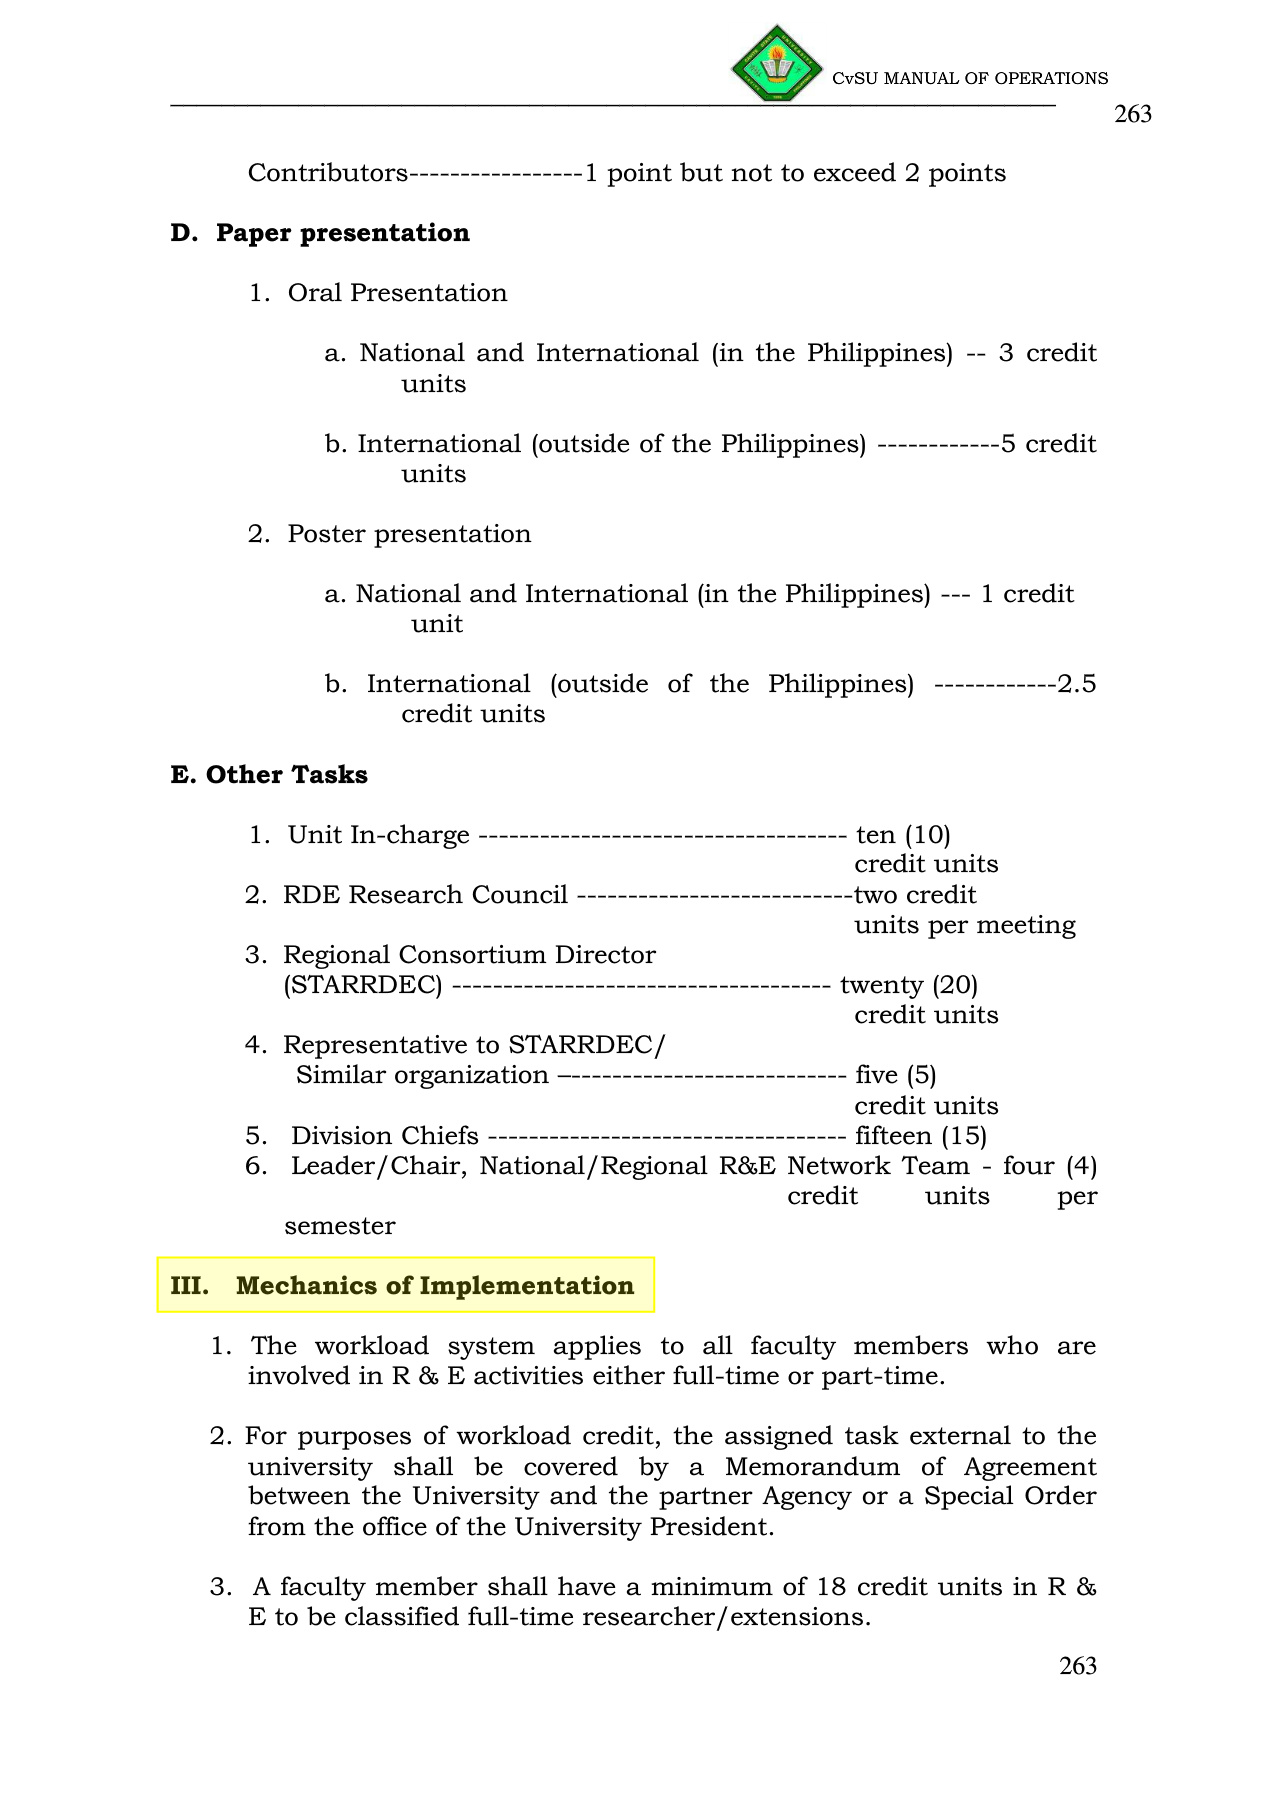 CvSU MANUAL OF OPERATIONS
263
Contributors-----------------1 point but not to exceed 2 points
D. Paper presentation
1. Oral Presentation
a. National and International (in the Philippines) -- 3 credit
units
b. International (outside of the Philippines) ------------5 credit
units
2. Poster presentation
a. National and International (in the Philippines) --- 1 credit
unit
b. International (outside of the Philippines) ------------2.5
credit units
E. Other Tasks
1. Unit In-charge ------------------------------------ ten (10)
credit units
2. RDE Research Council ---------------------------two credit
units per meeting
3. Regional Consortium Director
(STARRDEC) ------------------------------------- twenty (20)
credit units
4. Representative to STARRDEC/
Similar organization –--------------------------- five (5)
credit units
5. Division Chiefs ----------------------------------- fifteen (15)
6. Leader/Chair, National/Regional R&E Network Team - four (4)
credit units per
semester
III. Mechanics of Implementation
1. The workload system applies to all faculty members who are
involved in R & E activities either full-time or part-time.
2. For purposes of workload credit, the assigned task external to the
university shall be covered by a Memorandum of Agreement
between the University and the partner Agency or a Special Order
from the office of the University President.
3. A faculty member shall have a minimum of 18 credit units in R &
E to be classified full-time researcher/extensions.
263